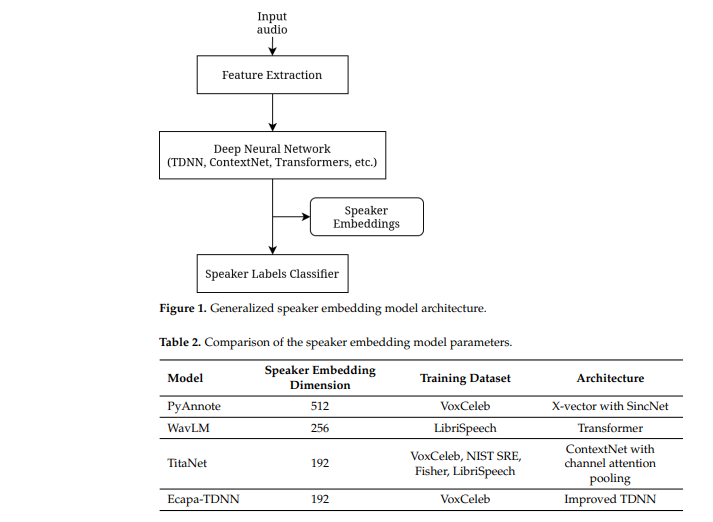 Input
audio
Feature Extraction
Deep Neural Network
(TDNN, ContextNet, Transformers, etc.)
Speaker
Embeddings
Speaker Labels Classifier
Figure 1. Generalized speaker embedding model architecture.
Table 2. Comparison of the speaker embedding model parameters.
Model Speaker Embedding Dimension Training Dataset Architecture
PyAnnote 512 VoxCeleb X-vector with SincNet
WavLM 256 LibriSpeech Transformer
TitaNet 192 VoxCeleb, NIST SRE, Fisher, LibriSpeech ContextNet with channel attention pooling
Ecapa-TDNN 192 VoxCeleb Improved TDNN